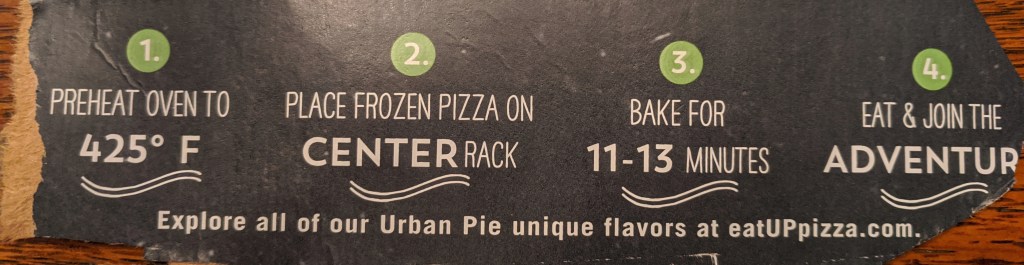 1.
PREHEAT OVEN TO
425° F
2.
PLACE FROZEN PIZZA ON
CENTER RACK
3.
BAKE FOR
11-13 MINUTES
4.
EAT & JOIN THE
ADVENTUR
Explore all of our Urban Pie unique flavors at eatUPpizza.com.